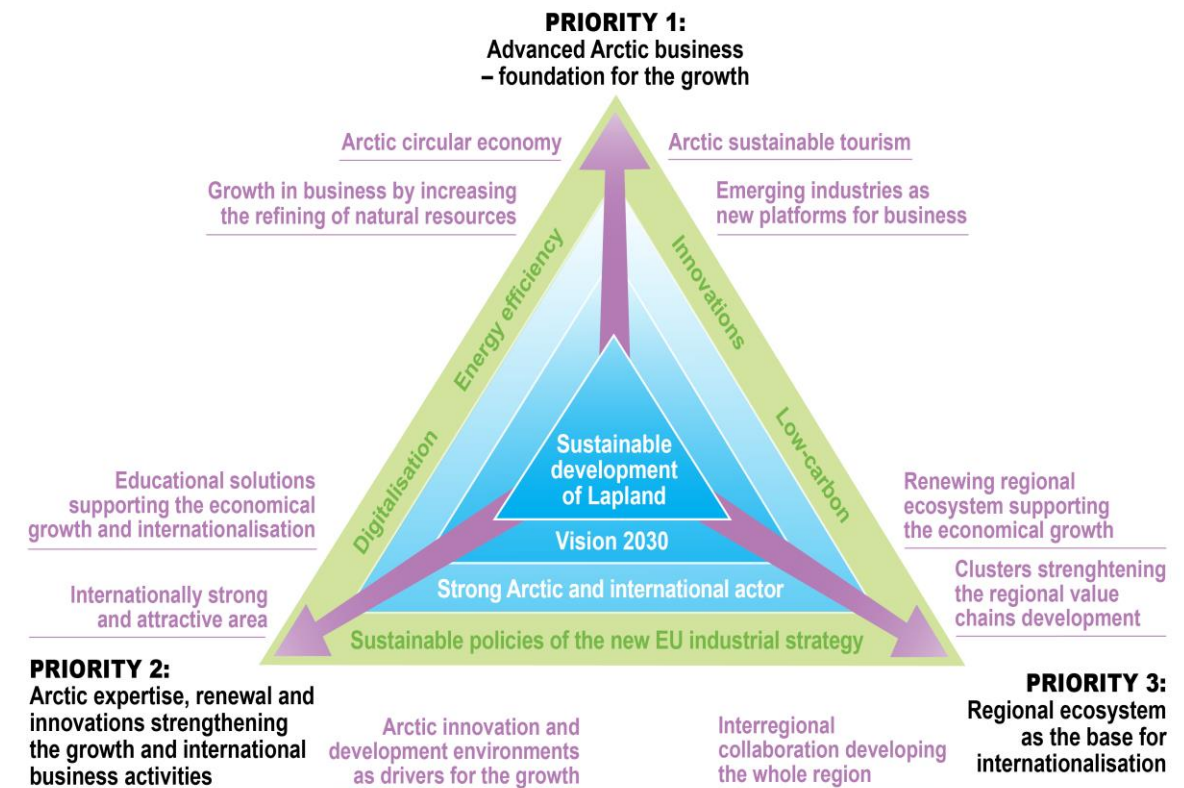 PRIORITY 1:
Advanced Arctic business
– foundation for the growth
Arctic circular economy
Growth in business by increasing
the refining of natural resources
Arctic sustainable tourism
Emerging industries as
new platforms for business
Energy efficiency
Innovations
Digitalisation
Low-carbon
Sustainable
development
of Lapland
Vision 2030
Strong Arctic and international actor
Sustainable policies of the new EU industrial strategy
Educational solutions
supporting the economical
growth and internationalisation
Internationally strong
and attractive area
Renewing regional
ecosystem supporting
the economical growth
Clusters strenghtening
the regional value
chains development
PRIORITY 2:
Arctic expertise, renewal and
innovations strengthening
the growth and international
business activities
Arctic innovation and
development environments
as drivers for the growth
Interregional
collaboration developing
the whole region
PRIORITY 3:
Regional ecosystem
as the base for
internationalisation